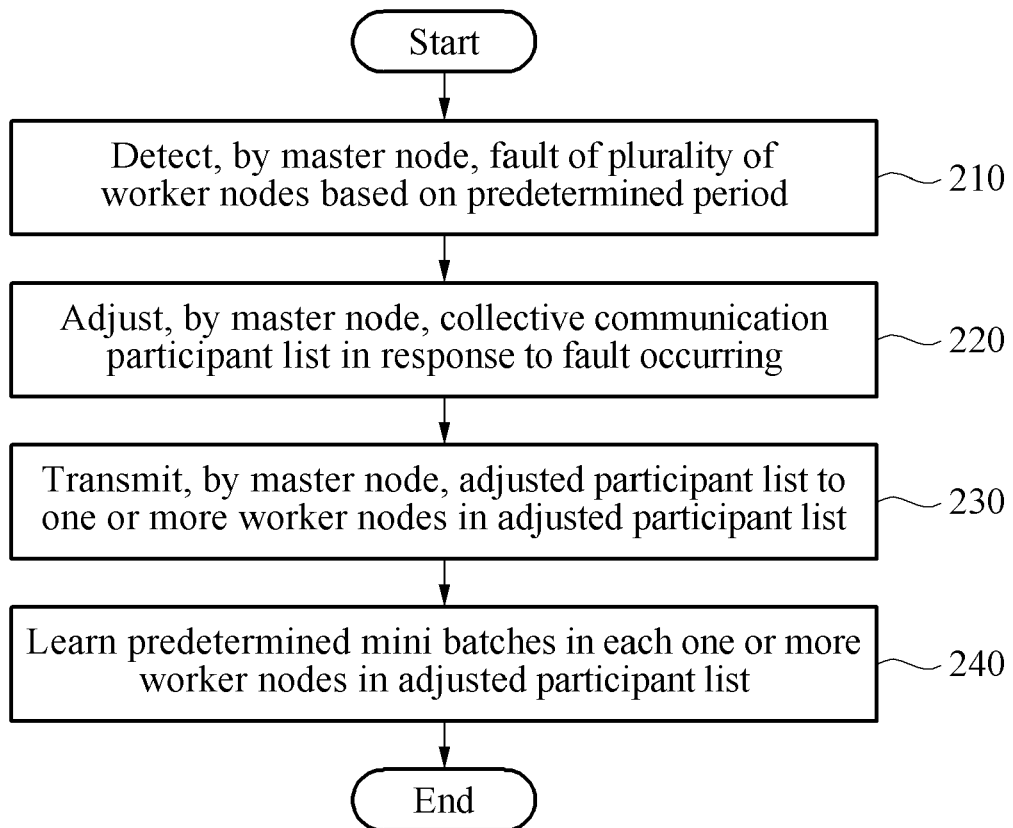 Start
Detect, by master node, fault of plurality of
worker nodes based on predetermined period
210
Adjust, by master node, collective communication
participant list in response to fault occurring
220
Transmit, by master node, adjusted participant list to
one or more worker nodes in adjusted participant list
230
Learn predetermined mini batches in each one or more
worker nodes in adjusted participant list
240
End